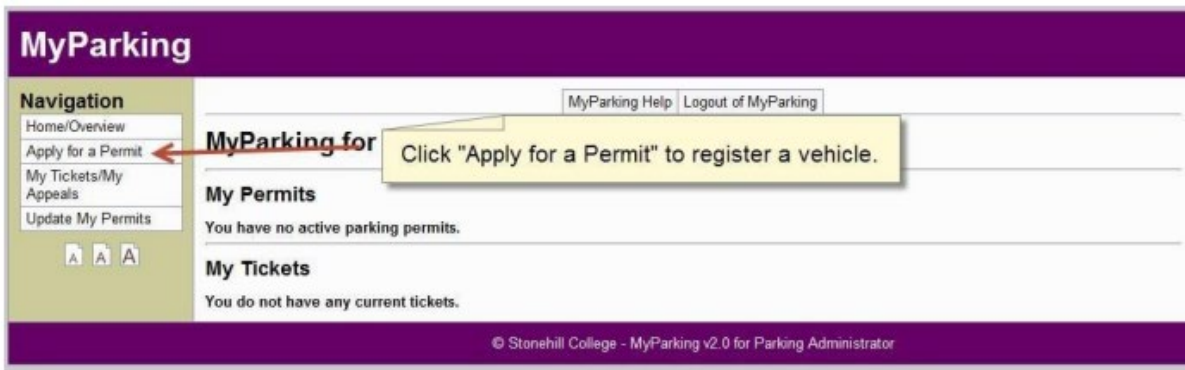 MyParking
Navigation
Home/Overview
Apply for a Permit
My Tickets/My
Appeals
Update My Permits
A A A
MyParking Help Logout of MyParking
MyParking for
Click "Apply for a Permit" to register a vehicle.
My Permits
You have no active parking permits.
My Tickets
You do not have any current tickets.
© Stonehill College - MyParking v2.0 for Parking Administrator